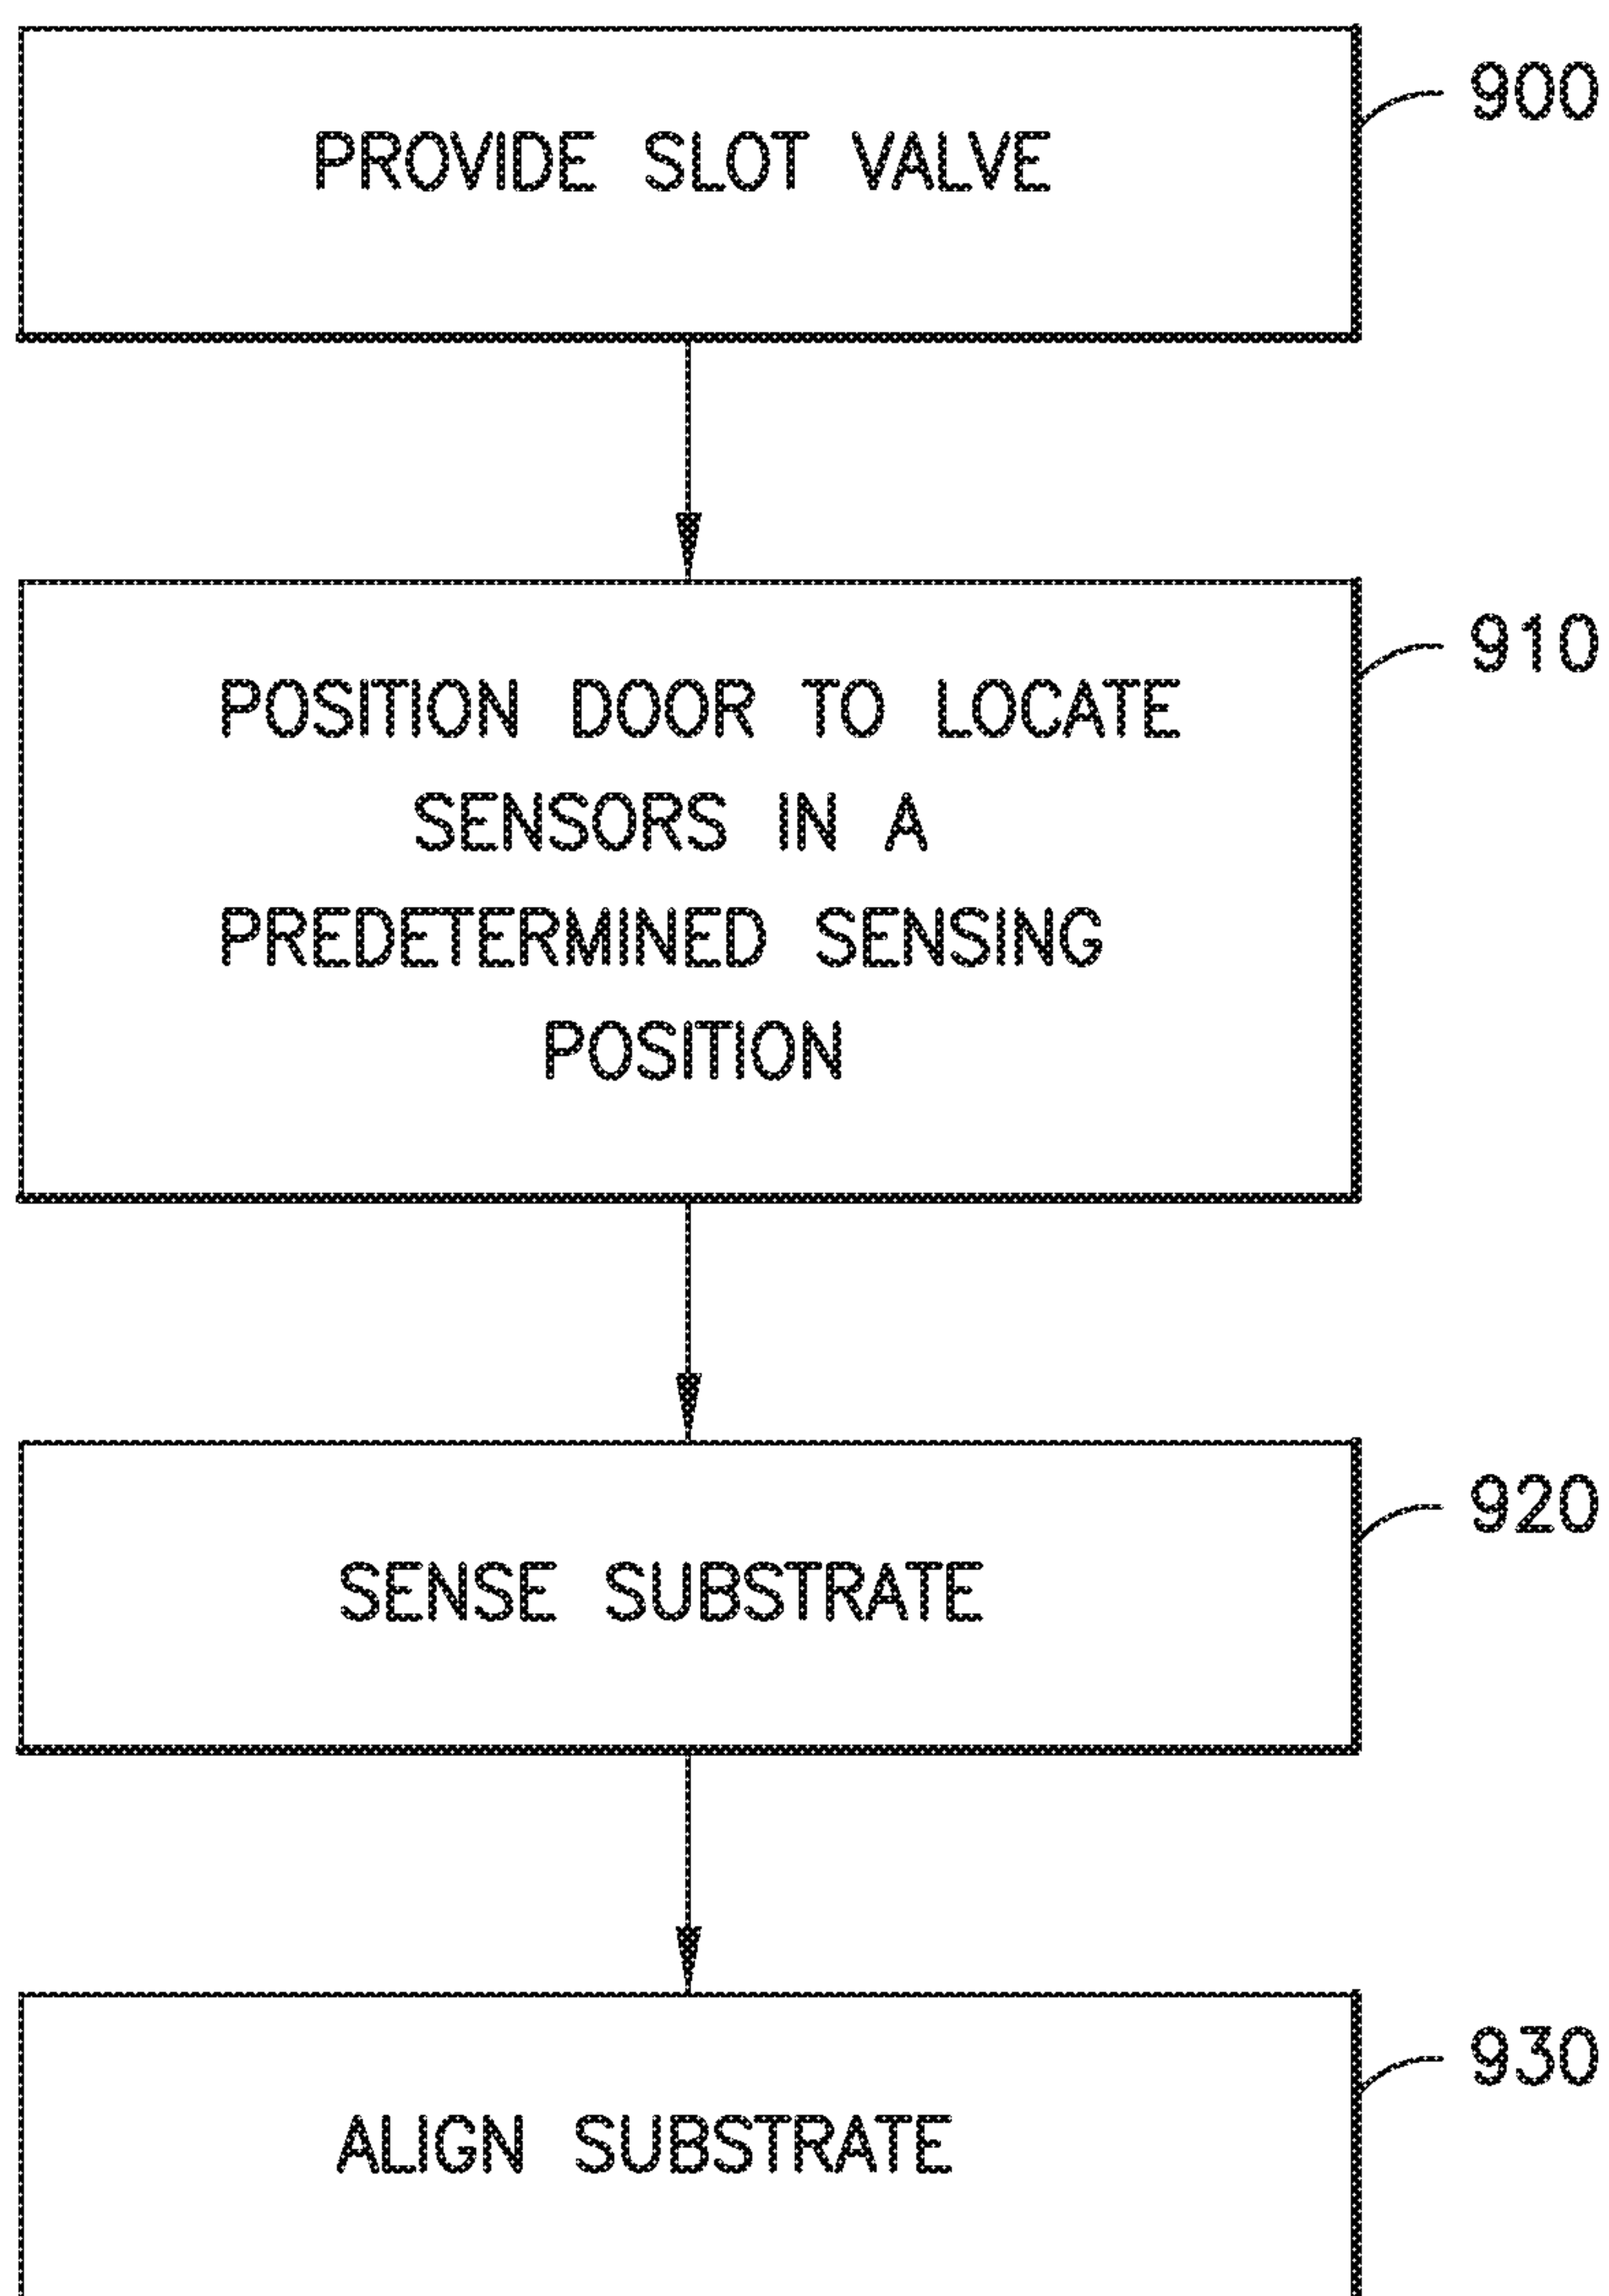 PROVIDE SLOT VALVE
900
POSITION DOOR TO LOCATE
SENSORS IN A
PREDETERMINED SENSING
POSITION
910
SENSE SUBSTRATE
920
ALIGN SUBSTRATE
930